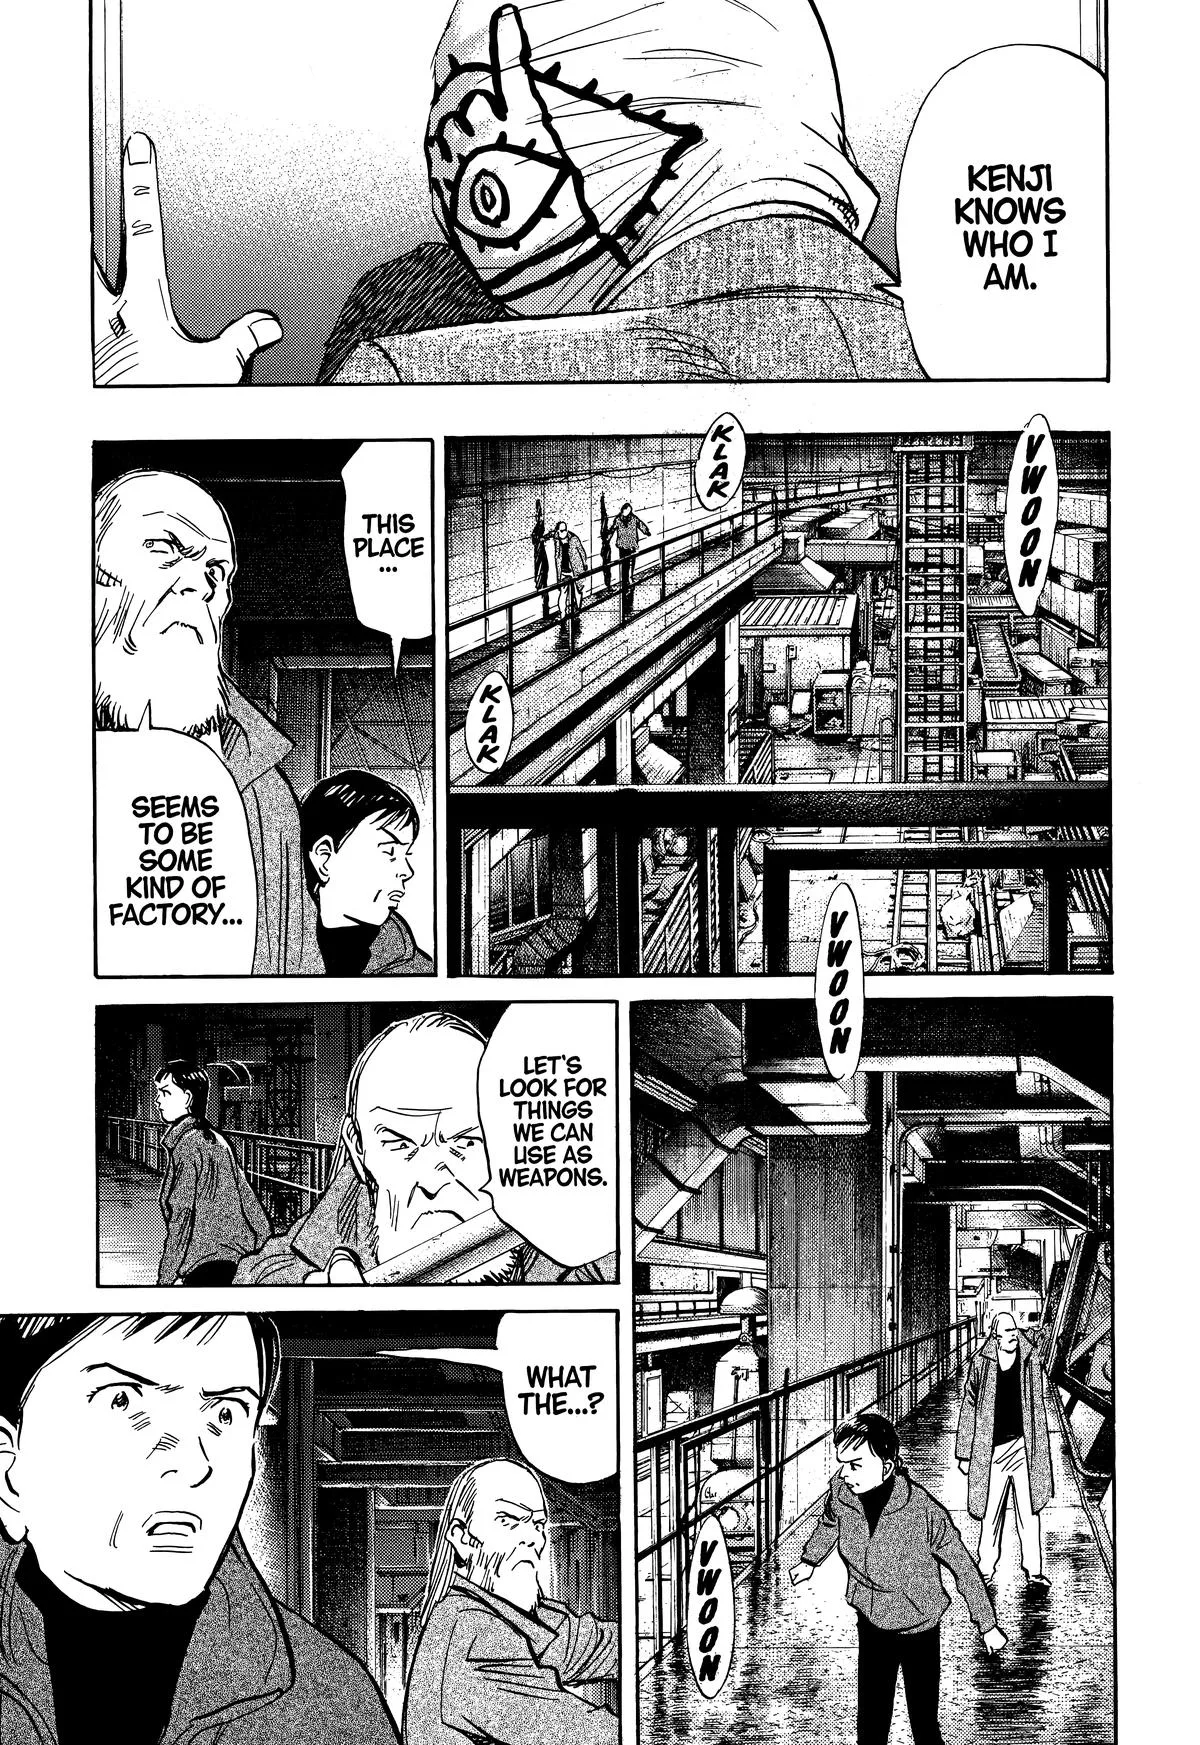 KENJI
KNOWS
WHO I
AM.
KLAK
VWOON
KLAK
THIS
PLACE
...
SEEMS
TO BE
SOME
KIND OF
FACTORY...
VWOON
LET'S
LOOK FOR
THINGS
WE CAN
USE AS
WEAPONS.
VWOON
WHAT
THE...?